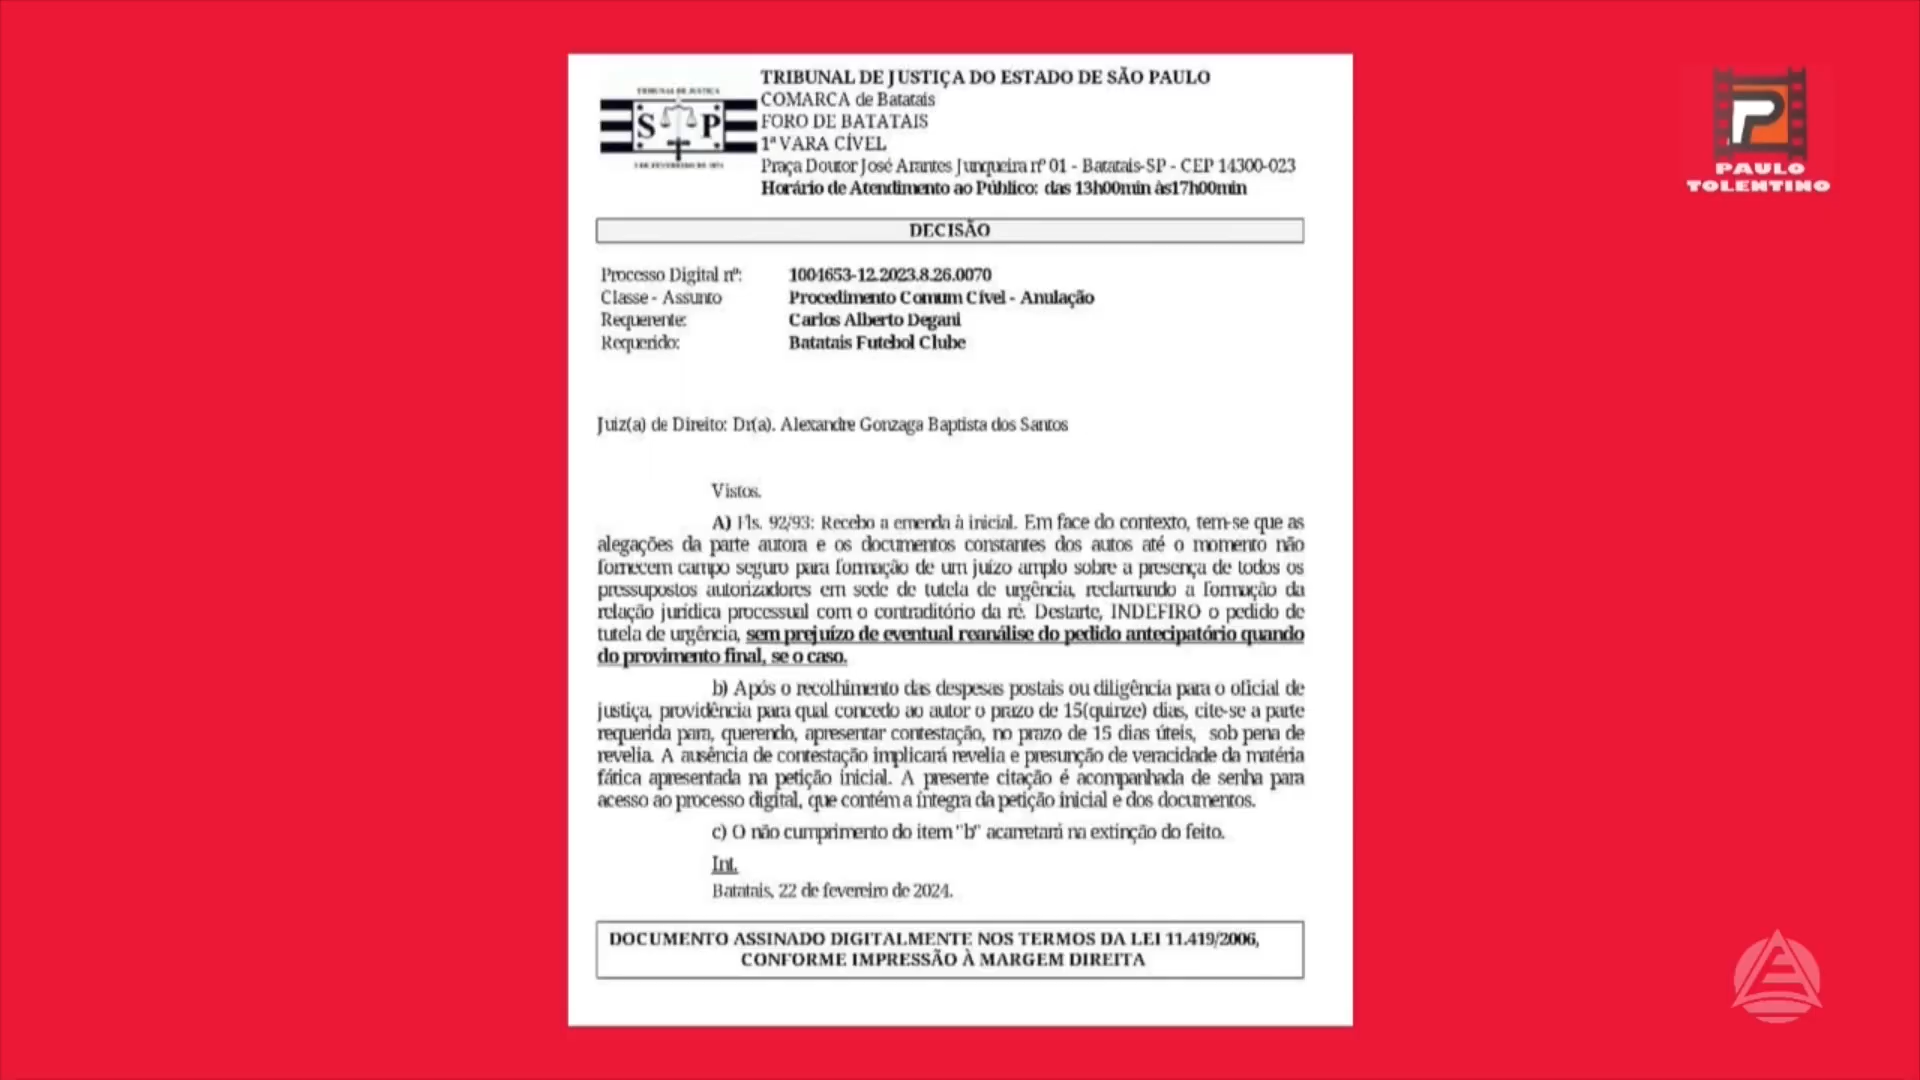 TRIBUNAL DE JUSTIÇA
S P
3 DE FEVEREIRO DE 1874
TRIBUNAL DE JUSTIÇA DO ESTADO DE SÃO PAULO
COMARCA de Batatais
FORO DE BATATAIS
1ª VARA CÍVEL
Praça Doutor José Arantes Junqueira nº 01 - Batatais-SP - CEP 14300-023
Horário de Atendimento ao Público: das 13h00min às17h00min
PAULO
TOLENTINO
DECISÃO
Processo Digital nº: 1004653-12.2023.8.26.0070
Classe - Assunto Procedimento Comum Cível - Anulação
Requerente: Carlos Alberto Degani
Requerido: Batatais Futebol Clube
Juiz(a) de Direito: Dr(a). Alexandre Gonzaga Baptista dos Santos
Vistos.
A) Fls. 92/93: Recebo a emenda à inicial. Em face do contexto, tem-se que as
alegações da parte autora e os documentos constantes dos autos até o momento não
fornecem campo seguro para formação de um juízo amplo sobre a presença de todos os
pressupostos autorizadores em sede de tutela de urgência, reclamando a formação da
relação jurídica processual com o contraditório da ré. Destarte, INDEFIRO o pedido de
tutela de urgência, sem prejuízo de eventual reanálise do pedido antecipatório quando
do provimento final, se o caso.
b) Após o recolhimento das despesas postais ou diligência para o oficial de
justiça, providência para qual concedo ao autor o prazo de 15(quinze) dias, cite-se a parte
requerida para, querendo, apresentar contestação, no prazo de 15 dias úteis, sob pena de
revelia. A ausência de contestação implicará revelia e presunção de veracidade da matéria
fática apresentada na petição inicial. A presente citação é acompanhada de senha para
acesso ao processo digital, que contém a íntegra da petição inicial e dos documentos.
c) O não cumprimento do item "b" acarretará na extinção do feito.
Int.
Batatais, 22 de fevereiro de 2024.
DOCUMENTO ASSINADO DIGITALMENTE NOS TERMOS DA LEI 11.419/2006,
CONFORME IMPRESSÃO À MARGEM DIREITA